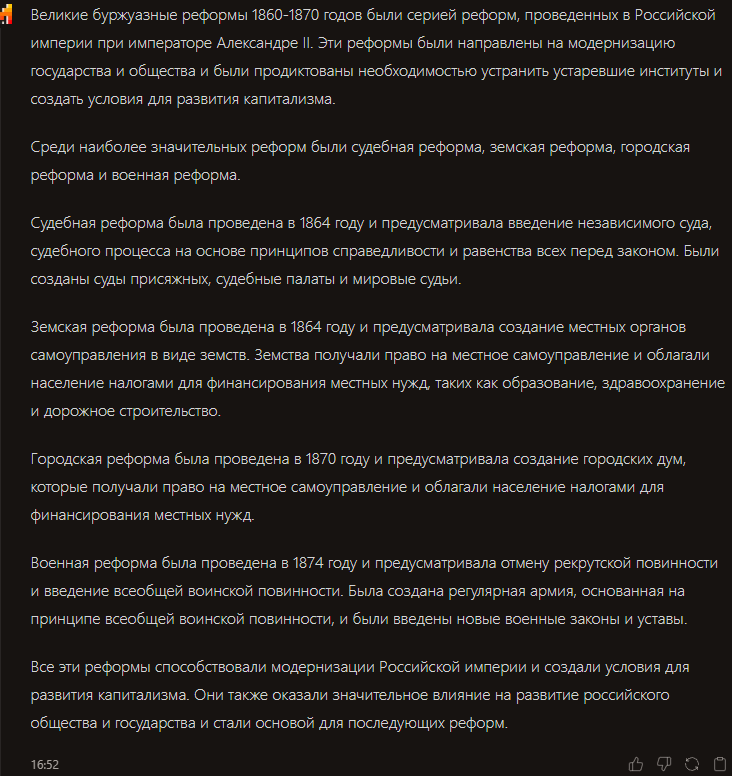 Великие буржуазные реформы 1860-1870 годов были серией реформ, проведенных в Российской
империи при императоре Александре II. Эти реформы были направлены на модернизацию
государства и общества и были продиктованы необходимостью устранить устаревшие институты и
создать условия для развития капитализма.
Среди наиболее значительных реформ были судебная реформа, земская реформа, городская
реформа и военная реформа.
Судебная реформа была проведена в 1864 году и предусматривала введение независимого суда,
судебного процесса на основе принципов справедливости и равенства всех перед законом. Были
созданы суды присяжных, судебные палаты и мировые судьи.
Земская реформа была проведена в 1864 году и предусматривала создание местных органов
самоуправления в виде земств. Земства получали право на местное самоуправление и облагали
население налогами для финансирования местных нужд, таких как образование, здравоохранение
и дорожное строительство.
Городская реформа была проведена в 1870 году и предусматривала создание городских дум,
которые получали право на местное самоуправление и облагали население налогами для
финансирования местных нужд.
Военная реформа была проведена в 1874 году и предусматривала отмену рекрутской повинности
и введение всеобщей воинской повинности. Была создана регулярная армия, основанная на
принципе всеобщей воинской повинности, и были введены новые военные законы и уставы.
Все эти реформы способствовали модернизации Российской империи и создали условия для
развития капитализма. Они также оказали значительное влияние на развитие российского
общества и государства и стали основой для последующих реформ.
16:52